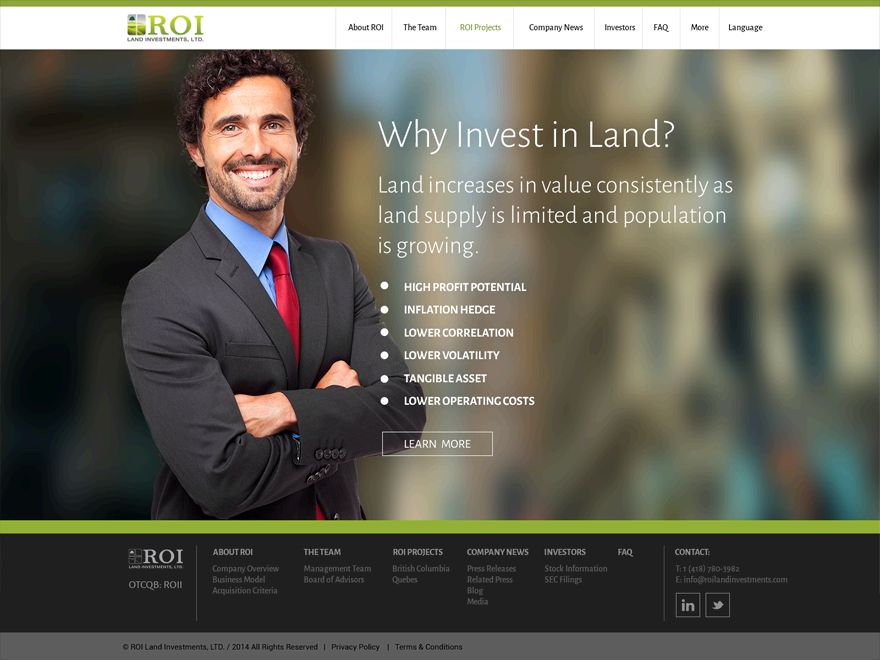 ROI
LAND INVESTMENTS, LTD.
About ROI
The Team
ROI Projects
Company News
Investors
FAQ
More
Language
Why Invest in Land?
Land increases in value consistently as
land supply is limited and population
is growing.
HIGH PROFIT POTENTIAL
INFLATION HEDGE
LOWER CORRELATION
LOWER VOLATILITY
TANGIBLE ASSET
LOWER OPERATING COSTS
LEARN MORE
ROI
LAND INVESTMENTS, LTD.
OTCQB: ROII
ABOUT ROI
Company Overview
Business Model
Acquisition Criteria
THE TEAM
Management Team
Board of Advisors
ROI PROJECTS
British Columbia
Quebes
COMPANY NEWS
Press Releases
Related Press
Blog
Media
INVESTORS
Stock Information
SEC Filings
FAQ
CONTACT:
T: 1 (418) 780-3982
E: info@roilandinvestments.com
in
© ROI Land Investments, LTD. / 2014 All Rights Reserved | Privacy Policy | Terms & Conditions